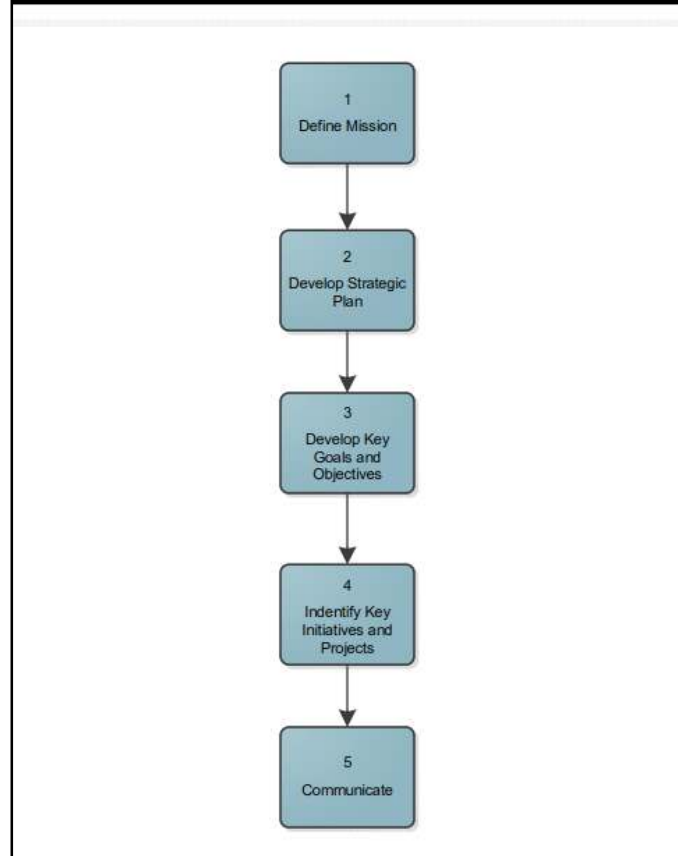 1
Define Mission
2
Develop Strategic
Plan
3
Develop Key
Goals and
Objectives
4
Indentify Key
Initiatives and
Projects
5
Communicate